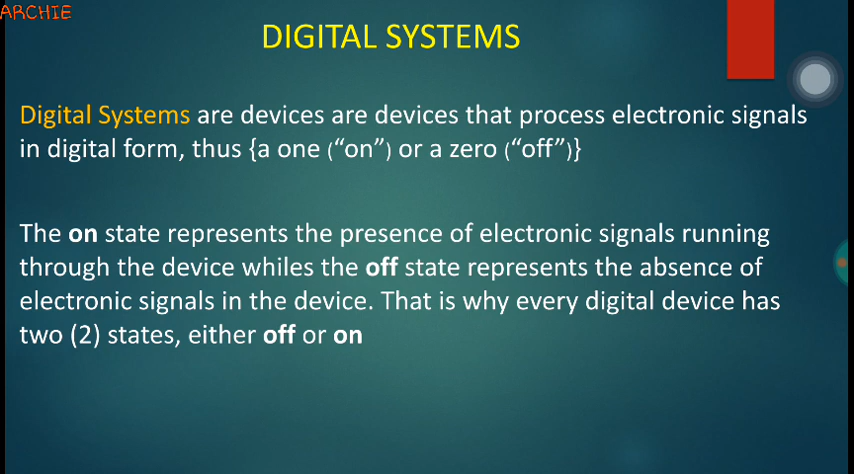 ARCHIE
DIGITAL SYSTEMS
Digital Systems are devices are devices that process electronic signals
in digital form, thus {a one (“on”) or a zero (“off”)}
The on state represents the presence of electronic signals running
through the device whiles the off state represents the absence of
electronic signals in the device. That is why every digital device has
two (2) states, either off or on